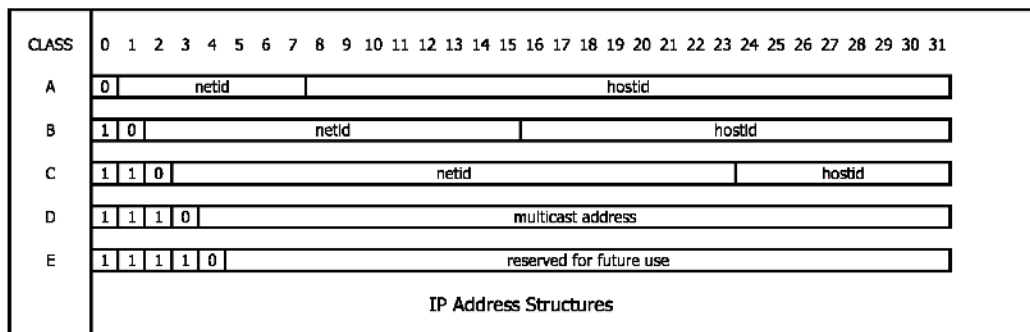 CLASS 0 1 2 3 4 5 6 7 8 9 10 11 12 13 14 15 16 17 18 19 20 21 22 23 24 25 26 27 28 29 30 31
A 0 netid hostid
B 1 0 netid hostid
C 1 1 0 netid hostid
D 1 1 1 0 multicast address
E 1 1 1 1 0 reserved for future use
IP Address Structures